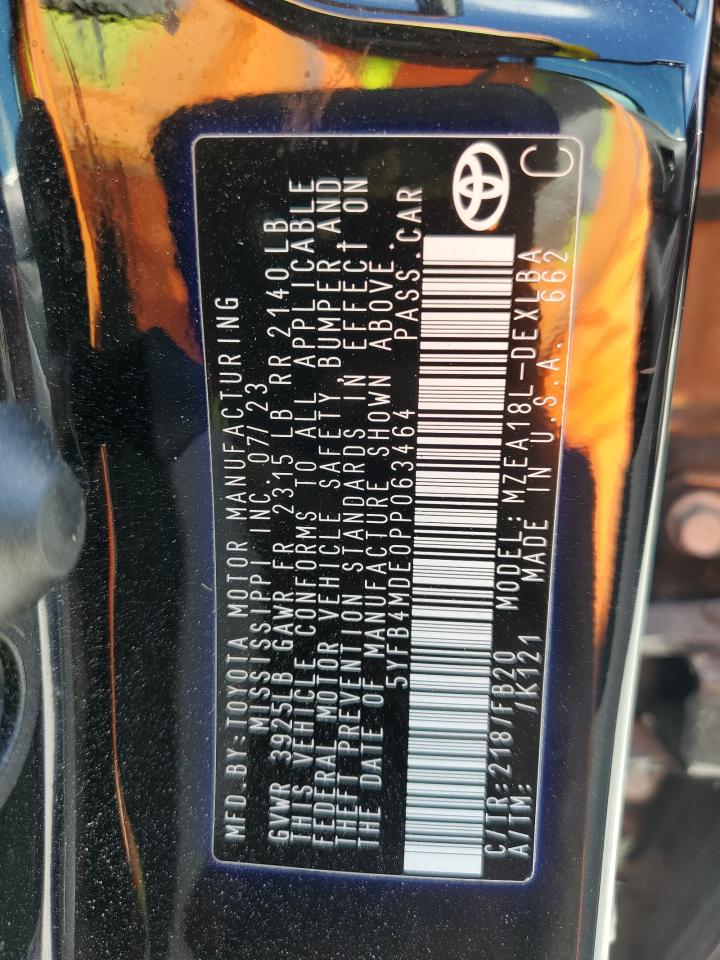 MFD.BY:TOYOTA MOTOR MANUFACTURING
MISSISSIPPI INC. 07/23
GVWR 3925LB GAWR FR 2315 LB RR 2140 LB
THIS VEHICLE CONFORMS TO ALL APPLICABLE
FEDERAL MOTOR VEHICLE SAFETY, BUMPER AND
THEFT PREVENTION STANDARDS IN EFFECT ON
THE DATE OF MANUFACTURE SHOWN ABOVE.
5YFB4MDE0PP063464 PASS.CAR
C/TR:218/FB20 MODEL:MZEA18L-DEXLBA
A/TM: /K121 MADE IN U.S.A. 662
C